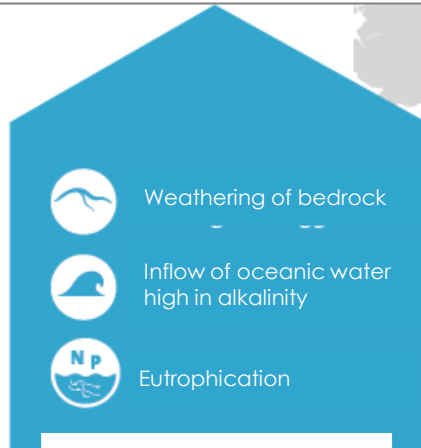 Weathering of bedrock
Inflow of oceanic water
high in alkalinity
N P
Eutrophication